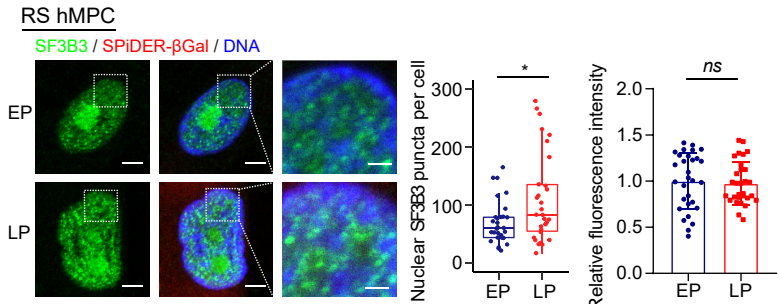 RS hMPC
SF3B3 / SPiDER-βGal / DNA
EP
LP
Nuclear SF3B3 puncta per cell
300
200
100
0
*
EP LP
Relative fluorescence intensity
2.0
1.5
1.0
0.5
0.0
ns
EP LP